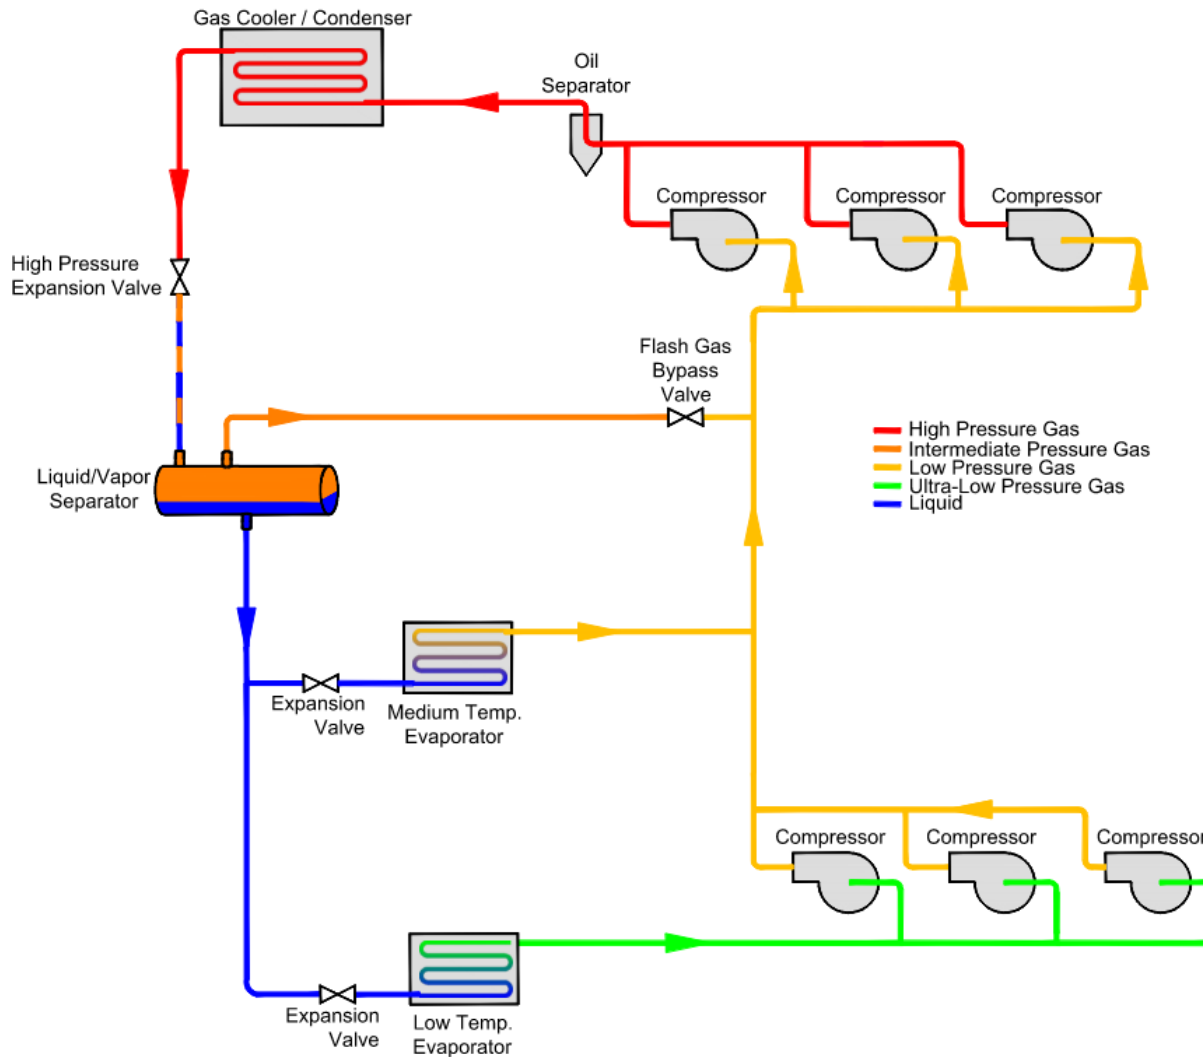 Gas Cooler / Condenser
Oil
Separator
Compressor
Compressor
Compressor
High Pressure
Expansion Valve
Flash Gas
Bypass
Valve
High Pressure Gas
Intermediate Pressure Gas
Low Pressure Gas
Ultra-Low Pressure Gas
Liquid
Liquid/Vapor
Separator
Expansion
Valve
Medium Temp.
Evaporator
Compressor
Compressor
Compressor
Expansion
Valve
Low Temp.
Evaporator